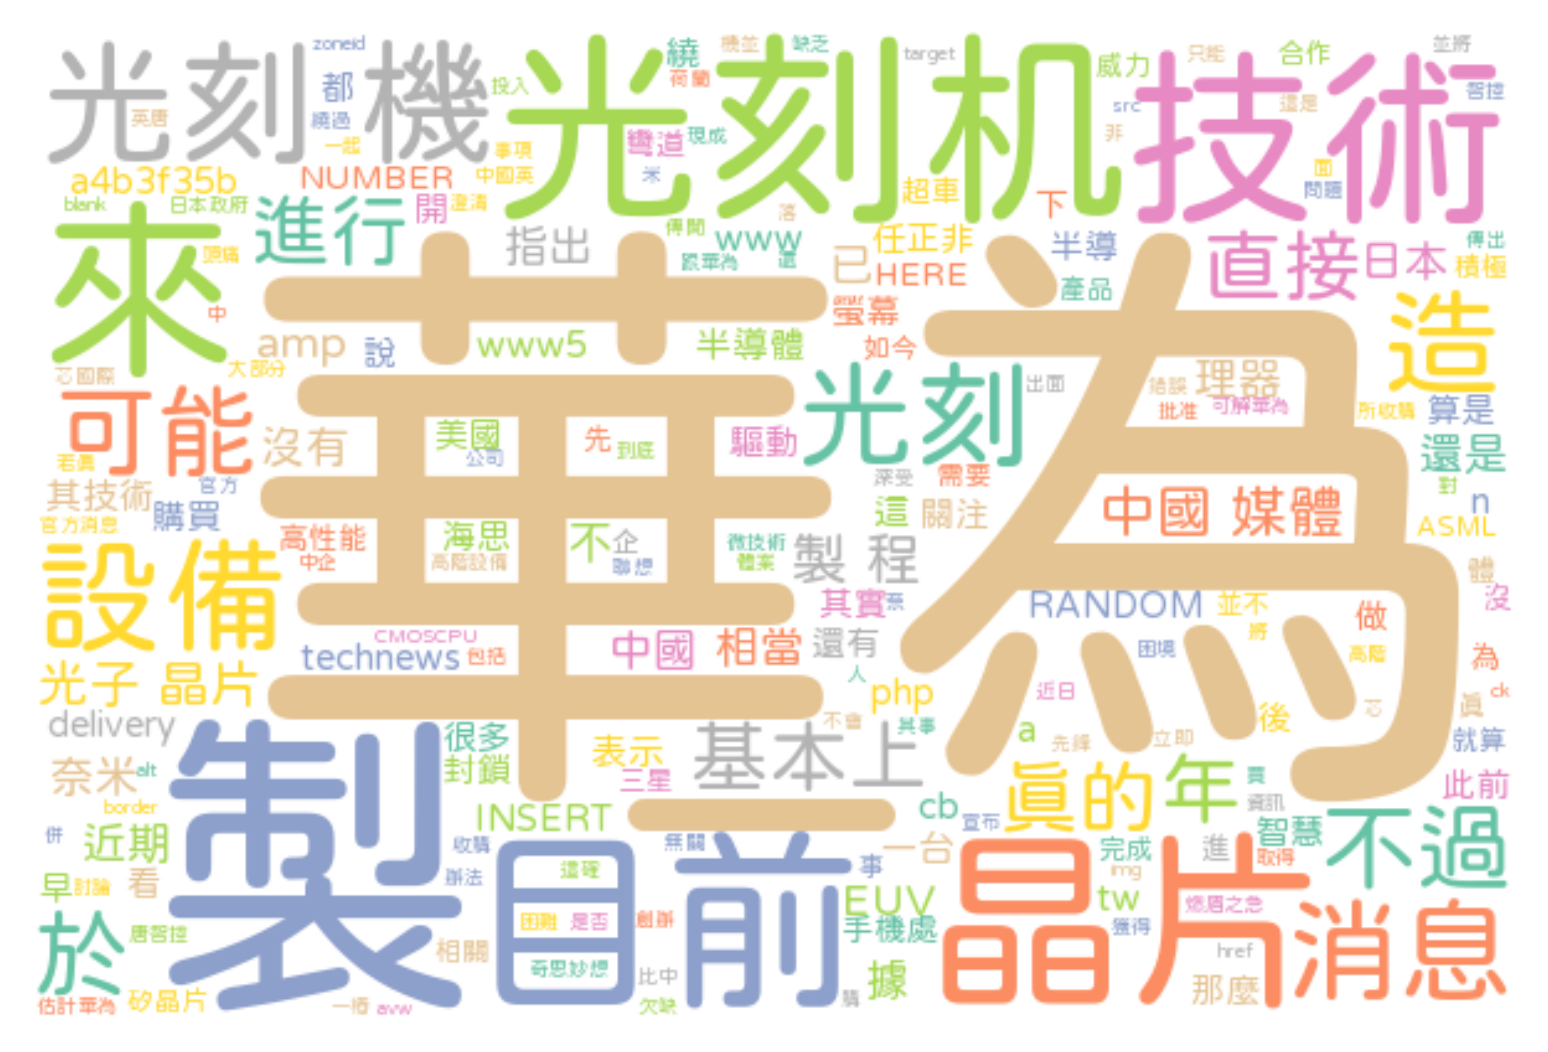 zoneid
光刻機
都
英唐
繞過
一起
投入
事項
中國英
光刻机
繞
荷蘭
機並
缺乏
彎道
現成
米
target
威力
src
非
只能
合作
這是
並將
智控
技術
面
問題
a4b3f35b
blank
日本政府
NUMBER
開
澄清
超車
下
來
頭痛
中
進行
指出
傳聞
落
www
跟華為
還
已
任正非
HERE
半導
產品
直接
日本
傳出
積極
華為
amp
說
www5
半導體
螢幕
如今
造
芯國際
大部分
可能
沒有
美國
公司
先
到底
驅動
光刻
出面
錯誤
理器
批准
可解華為
所收購
算是
還是
若真
其技術
官方
購買
官方消息
深受
需要
這
關注
中國 媒體
對
n
ASML
高性能
中企
海思
高階設備
不
企
聯想
微技術
體業
製 程
設備
體
沒
其實
RANDOM
並不
將
做
高階
困境
CMOSCPU
technews
包括
中國
相當
還有
人
為
ck
光子 晶片
delivery
php
近日
不會
其事
a
先鋒
立即
後
芯
真
就算
奈米
alt
border
製
很多
封鎖
表示
三星
基本上
真的
年
買
資訊
此前
併
近期
早
討論
看
INSERT
收購
辦法
cb
宣布
一台
無關
事
完成
img
tw
進
取得
智慧
不過
於
唐智控
目前
這確
困難
是否
奇思妙想
創辦
EUV
手機處
晶片
獲得
燃眉之急
href
消息
估計華為
矽晶片
相關
一樁
avw
比中
欠缺
購
據
那麼